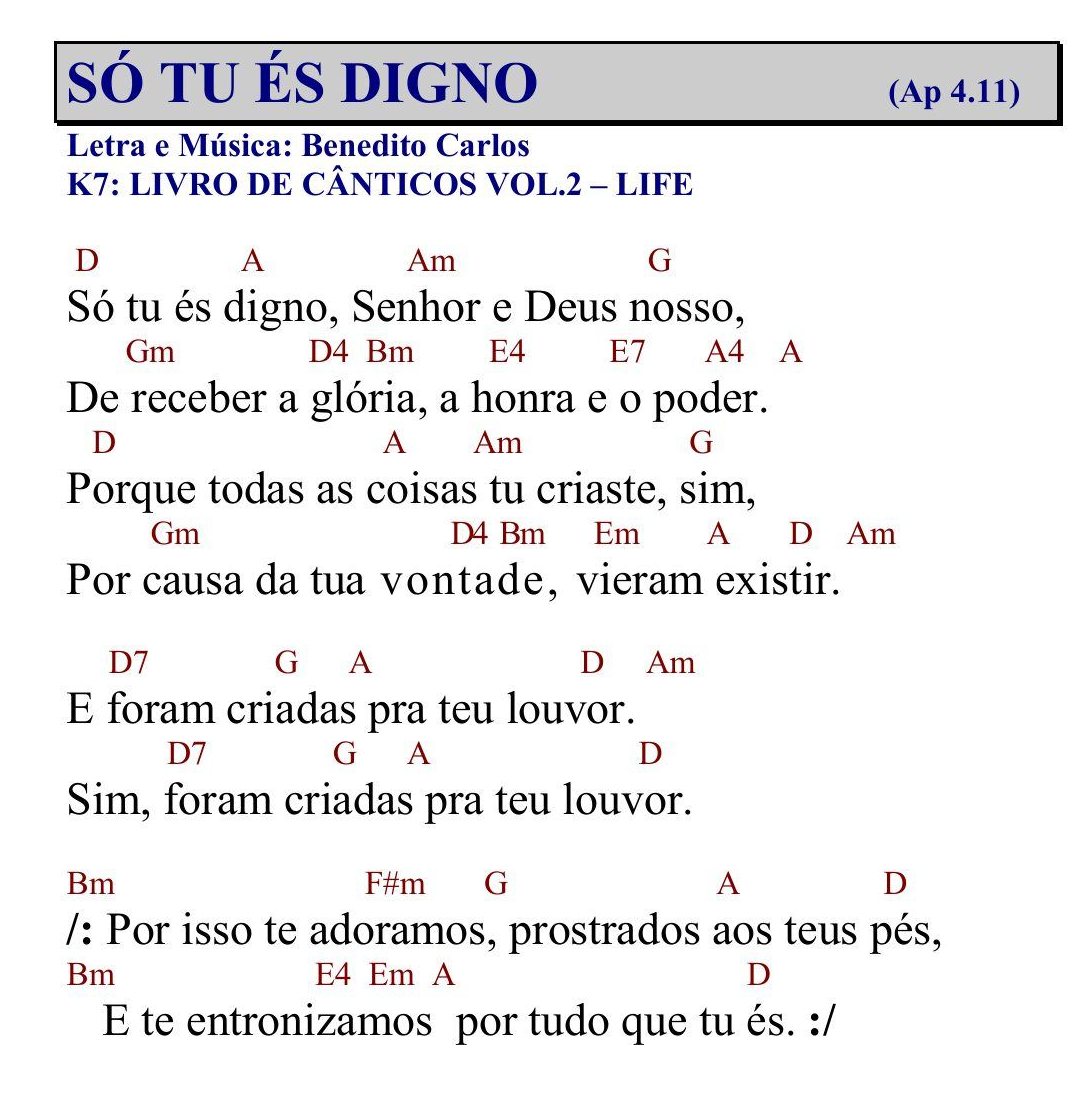 SÓ TU ÉS DIGNO (Ap 4.11)
Letra e Música: Benedito Carlos
K7: LIVRO DE CÂNTICOS VOL.2 – LIFE
D A Am G
Só tu és digno, Senhor e Deus nosso,
Gm D4 Bm E4 E7 A4 A
De receber a glória, a honra e o poder.
D A Am G
Porque todas as coisas tu criaste, sim,
Gm D4 Bm Em A D Am
Por causa da tua vontade, vieram existir.
D7 G A D Am
E foram criadas pra teu louvor.
D7 G A D
Sim, foram criadas pra teu louvor.
Bm F#m G A D
/: Por isso te adoramos, prostrados aos teus pés,
Bm E4 Em A D
E te entronizamos por tudo que tu és. :/